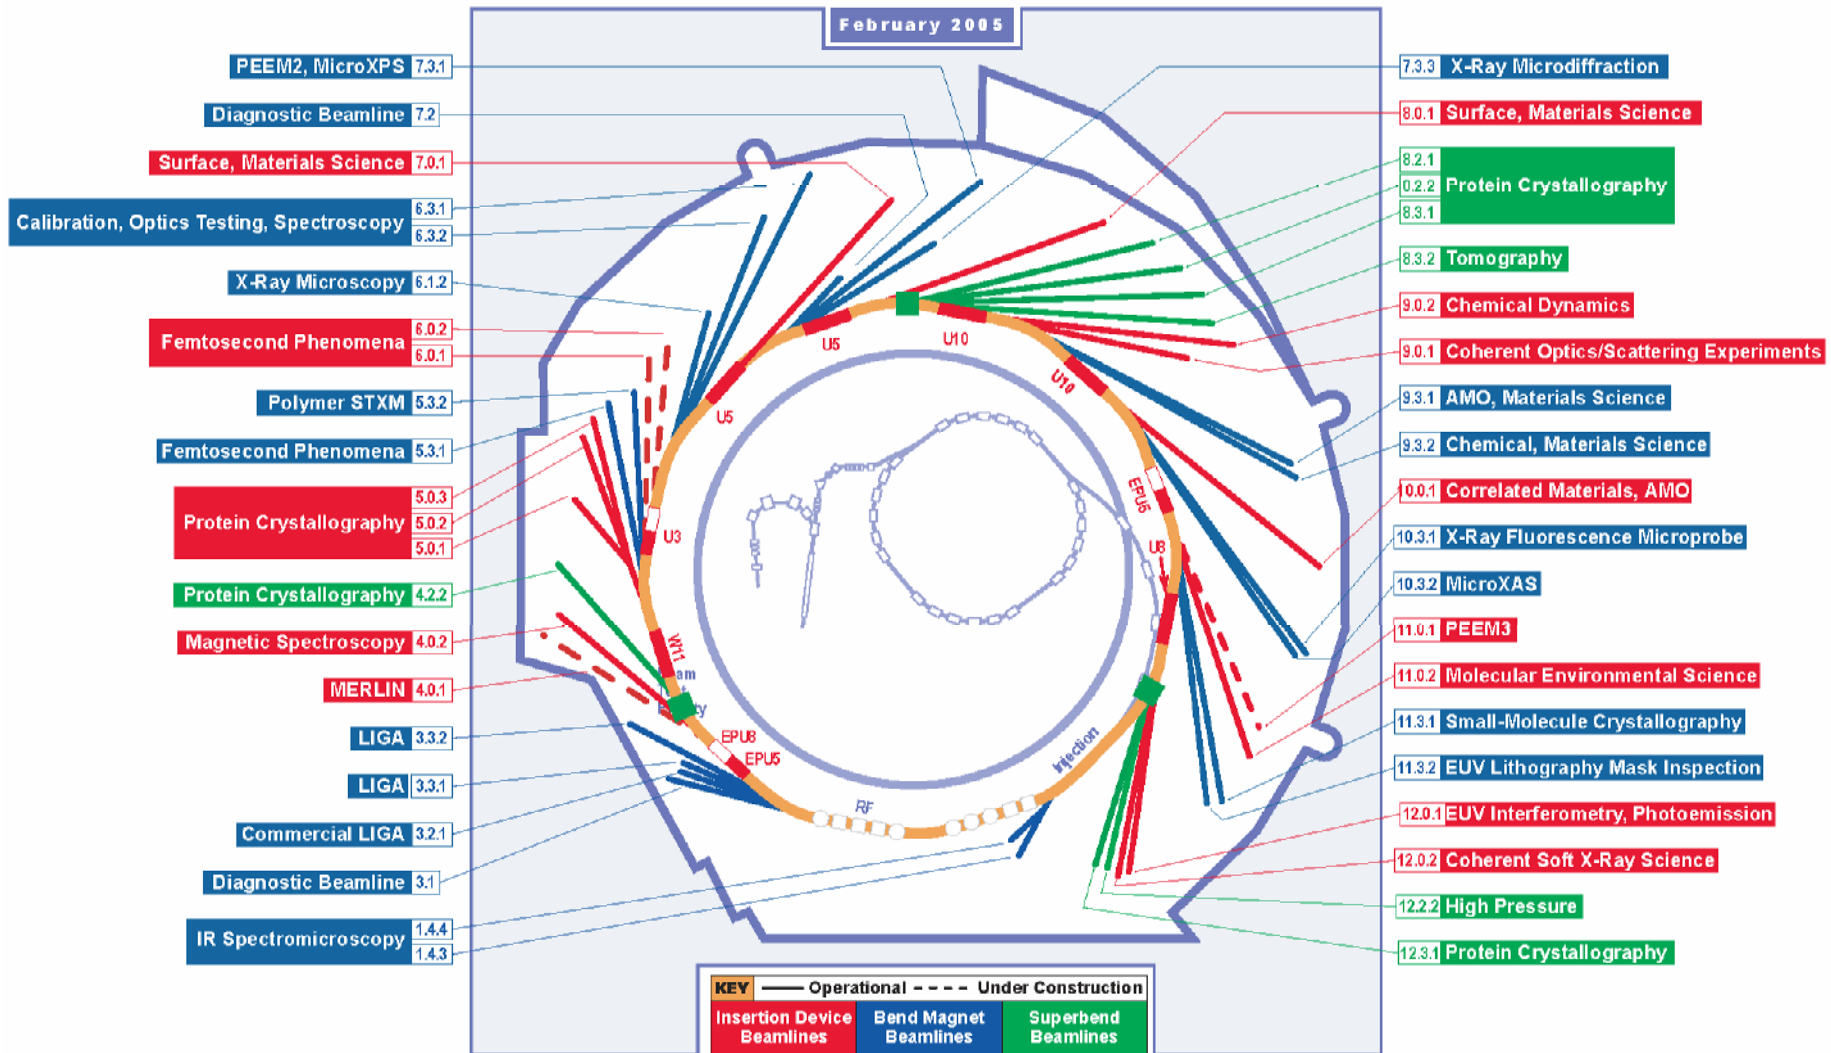 February 2005
PEEM2, MicroXPS 7.3.1
Diagnostic Beamline 7.2
Surface, Materials Science 7.0.1
Calibration, Optics Testing, Spectroscopy
6.3.1
6.3.2
X-Ray Microscopy 6.1.2
Femtosecond Phenomena
6.0.2
6.0.1
Polymer STXM 5.3.2
Femtosecond Phenomena 5.3.1
Protein Crystallography
5.0.3
5.0.2
5.0.1
Protein Crystallography 4.2.2
Magnetic Spectroscopy 4.0.2
MERLIN 4.0.1
LIGA 3.3.2
LIGA 3.3.1
Commercial LIGA 3.2.1
Diagnostic Beamline 3.1
IR Spectromicroscopy
1.4.4
1.4.3
U5
U10
U10
U5
EPU5
U8
U3
W11
am
EPU8
EPU5
RF
Injection
7.3.3 X-Ray Microdiffraction
8.0.1 Surface, Materials Science
8.2.1
0.2.2
8.3.1
Protein Crystallography
8.3.2 Tomography
9.0.2 Chemical Dynamics
9.0.1 Coherent Optics/Scattering Experiments
9.3.1 AMO, Materials Science
9.3.2 Chemical, Materials Science
10.0.1 Correlated Materials, AMO
10.3.1 X-Ray Fluorescence Microprobe
10.3.2 MicroXAS
11.0.1 PEEM3
11.0.2 Molecular Environmental Science
11.3.1 Small-Molecule Crystallography
11.3.2 EUV Lithography Mask Inspection
12.0.1 EUV Interferometry, Photoemission
12.0.2 Coherent Soft X-Ray Science
12.2.2 High Pressure
12.3.1 Protein Crystallography
KEY Operational Under Construction
Insertion Device
Beamlines
Bend Magnet
Beamlines
Superbend
Beamlines